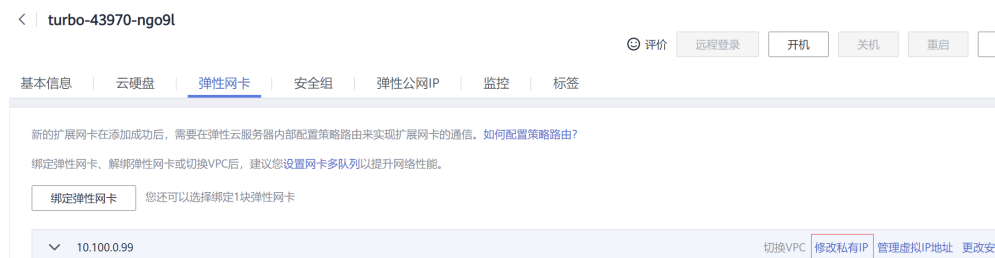 turbo-43970-ngo9l
评价 远程登录 开机 关机 重启
基本信息 云硬盘 弹性网卡 安全组 弹性公网IP 监控 标签
新的扩展网卡在添加成功后，需要在弹性云服务器内部配置策略路由来实现扩展网卡的通信。如何配置策略路由?
绑定弹性网卡、解绑弹性网卡或切换VPC后，建议您设置网卡多队列以提升网络性能。
绑定弹性网卡 您还可以选择绑定1块弹性网卡
10.100.0.99 切换VPC 修改私有IP 管理虚拟IP地址 更改安